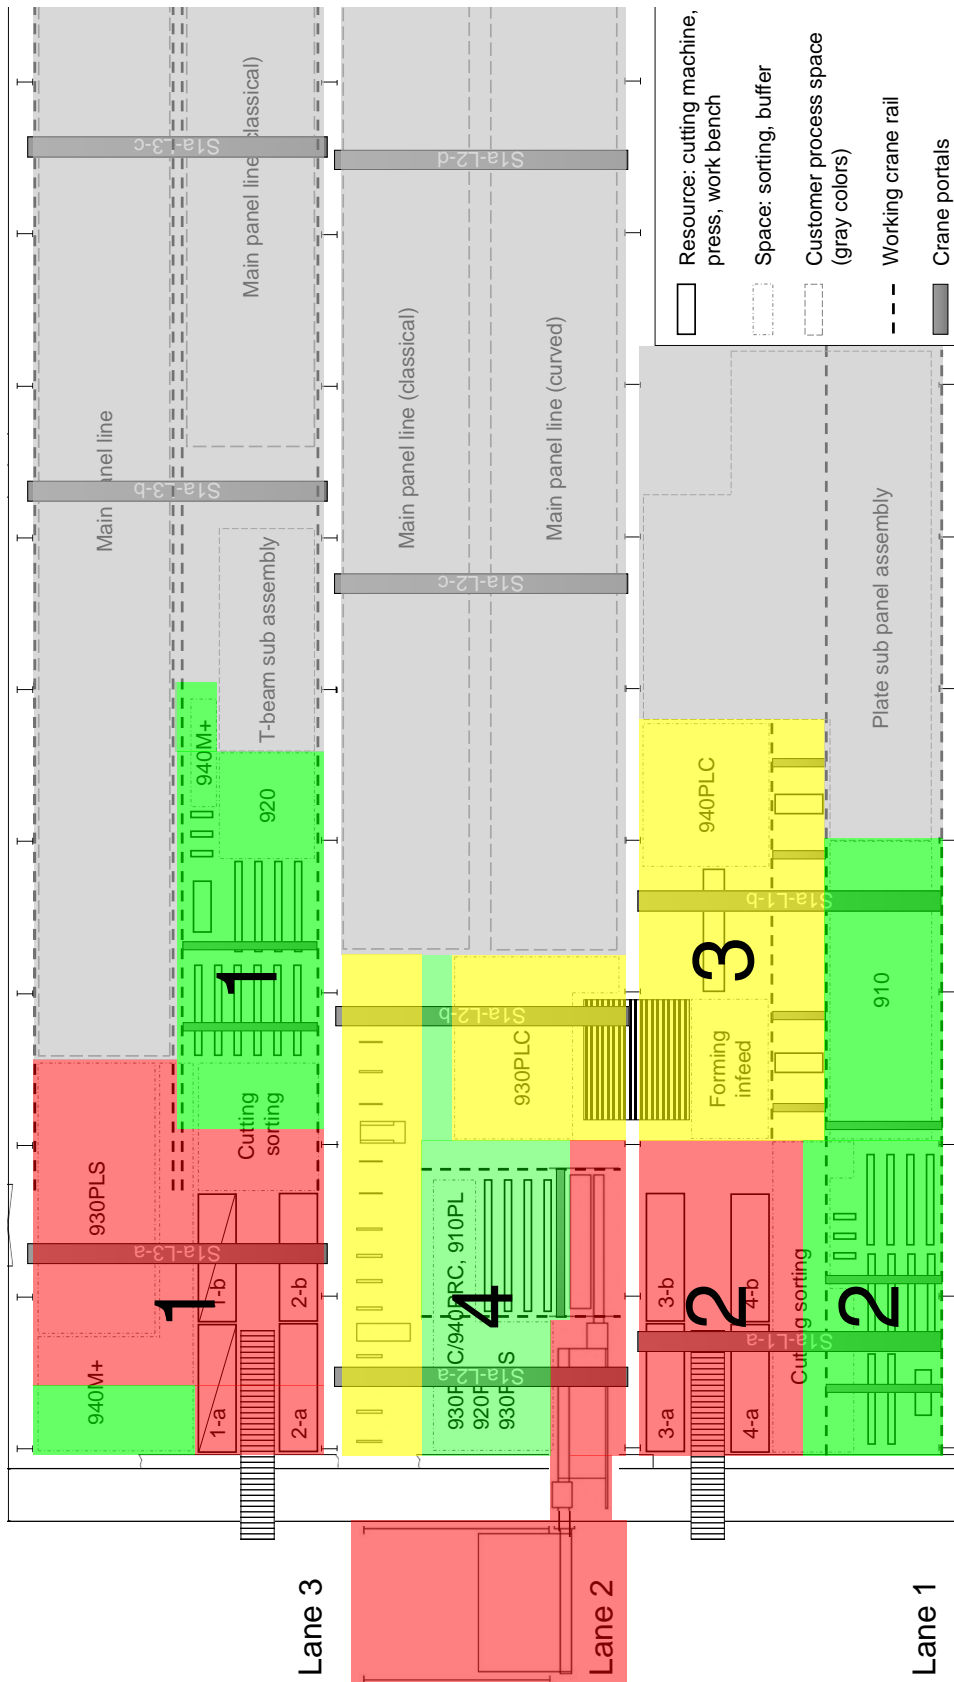 Main panel line
Main panel line (classical)
S1a-L3-c
S1a-L3-b
T-beam sub assembly
940M+
920
1
Cutting
sorting
930PLS
S1a-L3-a
1
1-b
2-b
940M+
1-a
2-a
Lane 3
S1a-L2-d
Main panel line (classical)
Main panel line (curved)
S1a-L2-c
S1a-L2-b
930PLC
4
910PL
S1a-L2-a
Lane 2
Plate sub panel assembly
940PLC
S1a-L1-b
3
910
Forming
infeed
3-b
4-b
2
Cutting sorting
2
S1a-L1-a
3-a
4-a
Lane 1
Resource: cutting machine,
press, work bench
Space: sorting, buffer
Customer process space
(gray colors)
Working crane rail
Crane portals